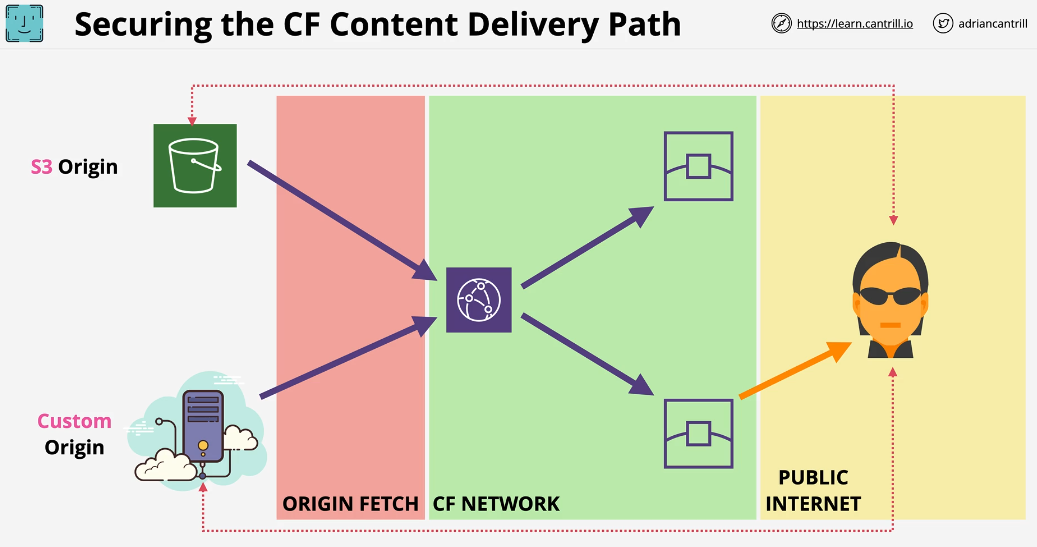 Securing the CF Content Delivery Path
https://learn.cantrill.io
adriancantrill
S3 Origin
Custom
Origin
ORIGIN FETCH
CF NETWORK
PUBLIC
INTERNET